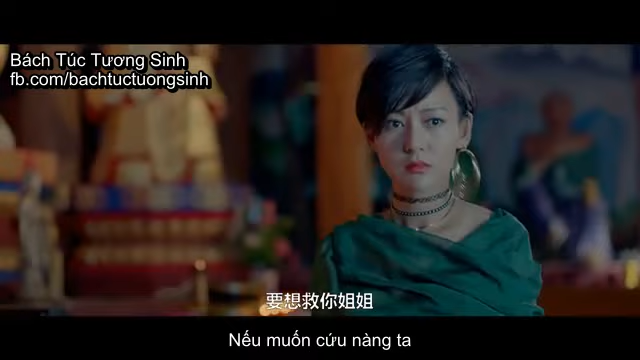 Bách Túc Tương Sinh
fb.com/bachtuctuongsinh
要想救你姐姐
Nếu muốn cứu nàng ta